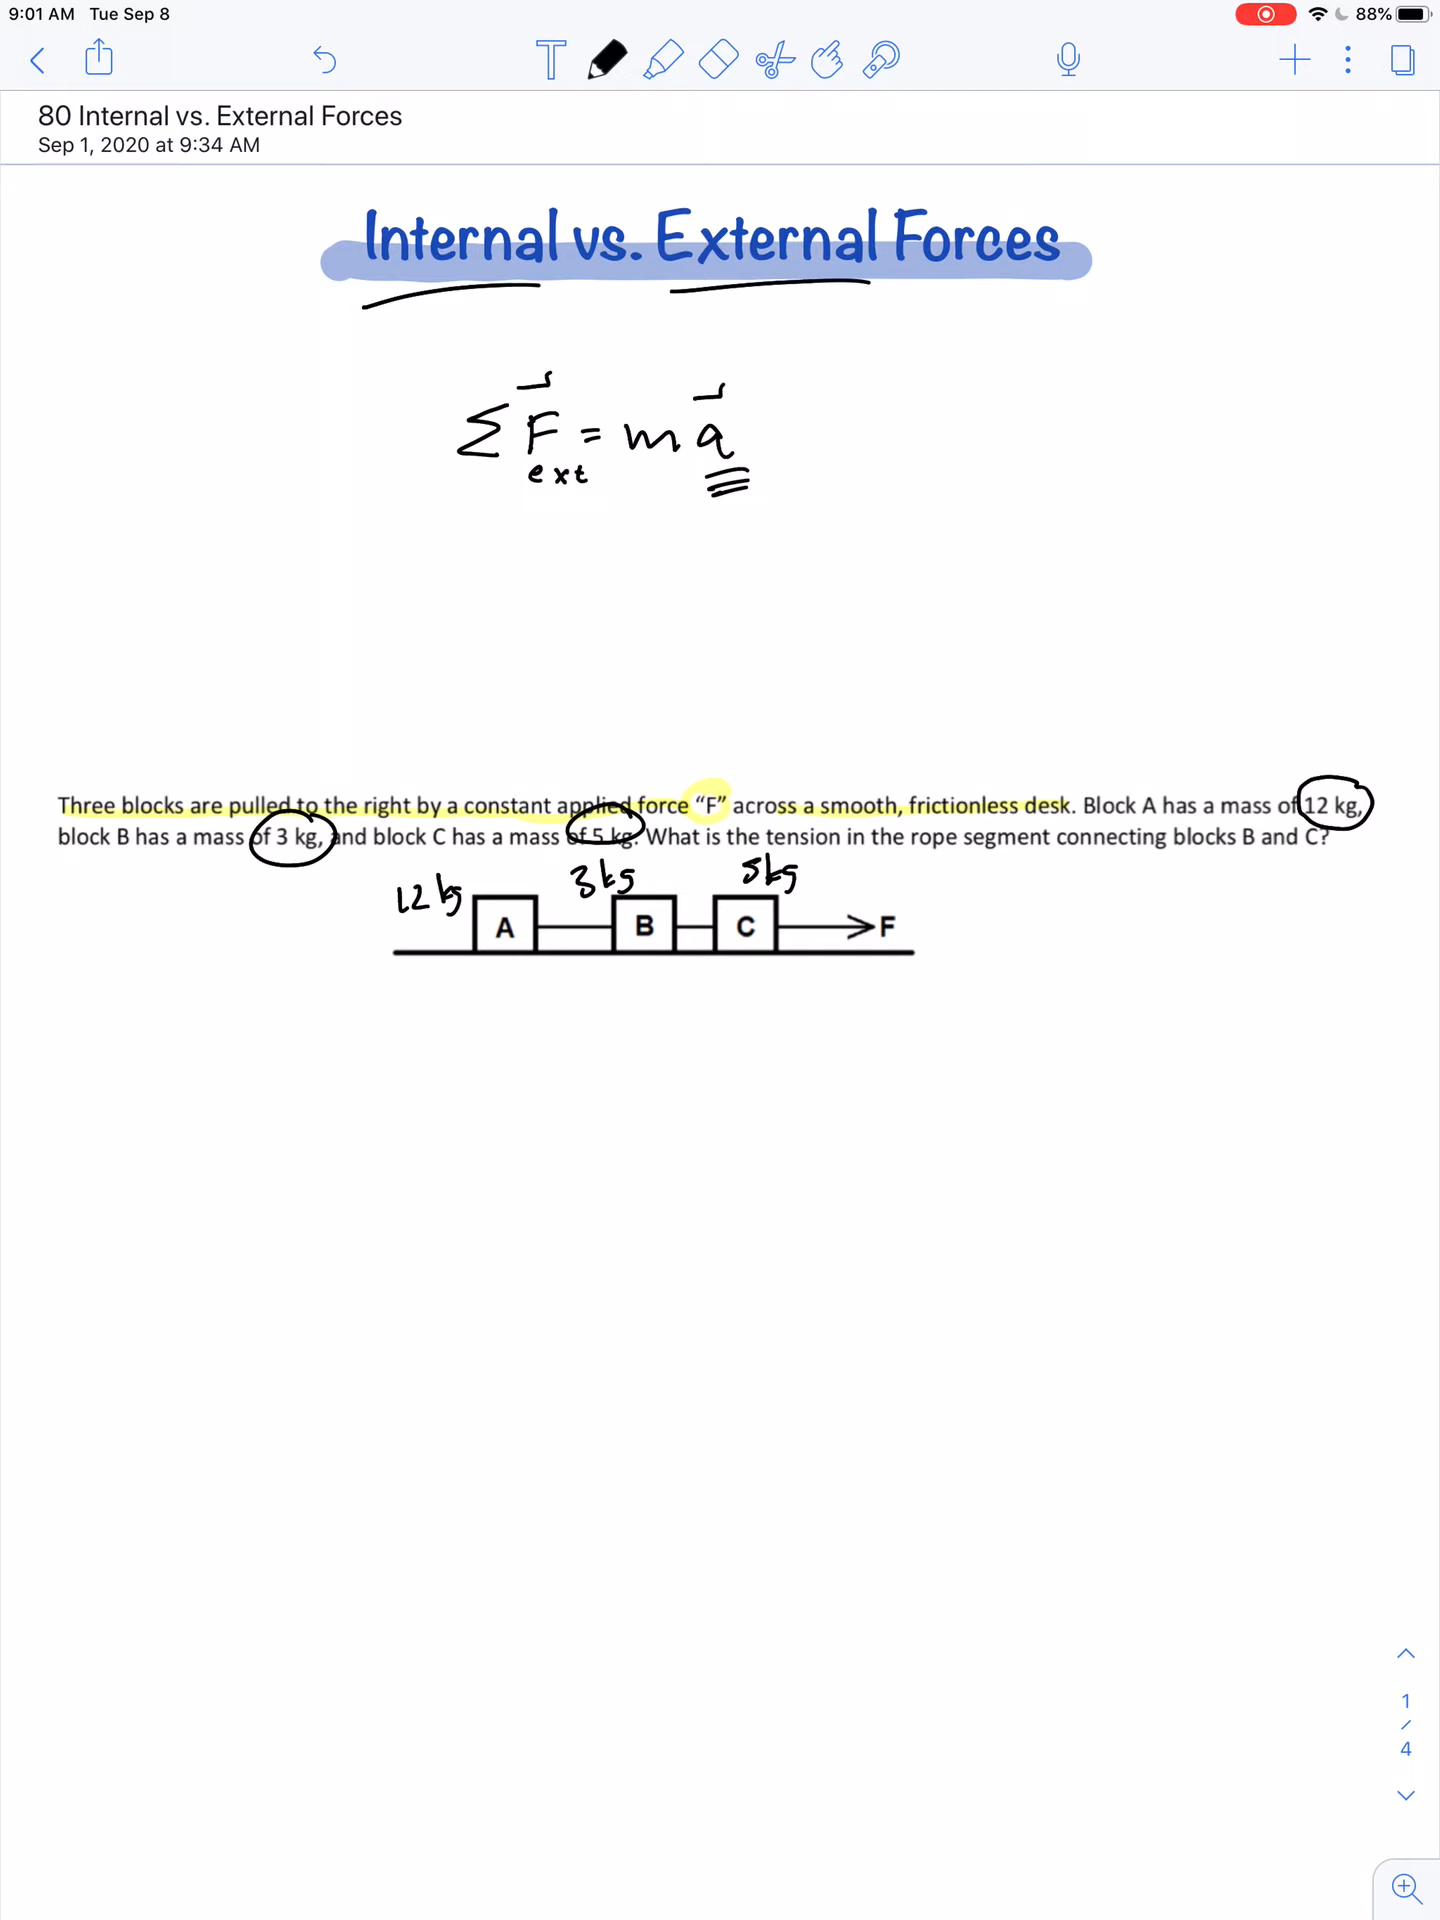 9:01 AM Tue Sep 8
88%
T
80 Internal vs. External Forces
Sep 1, 2020 at 9:34 AM
Internal vs. External Forces
Σ F = m a
ext
Three blocks are pulled to the right by a constant applied force “F” across a smooth, frictionless desk. Block A has a mass of 12 kg,
block B has a mass of 3 kg, and block C has a mass of 5 kg. What is the tension in the rope segment connecting blocks B and C?
12 kg 3 kg 5 kg
A B C F
1
/
4